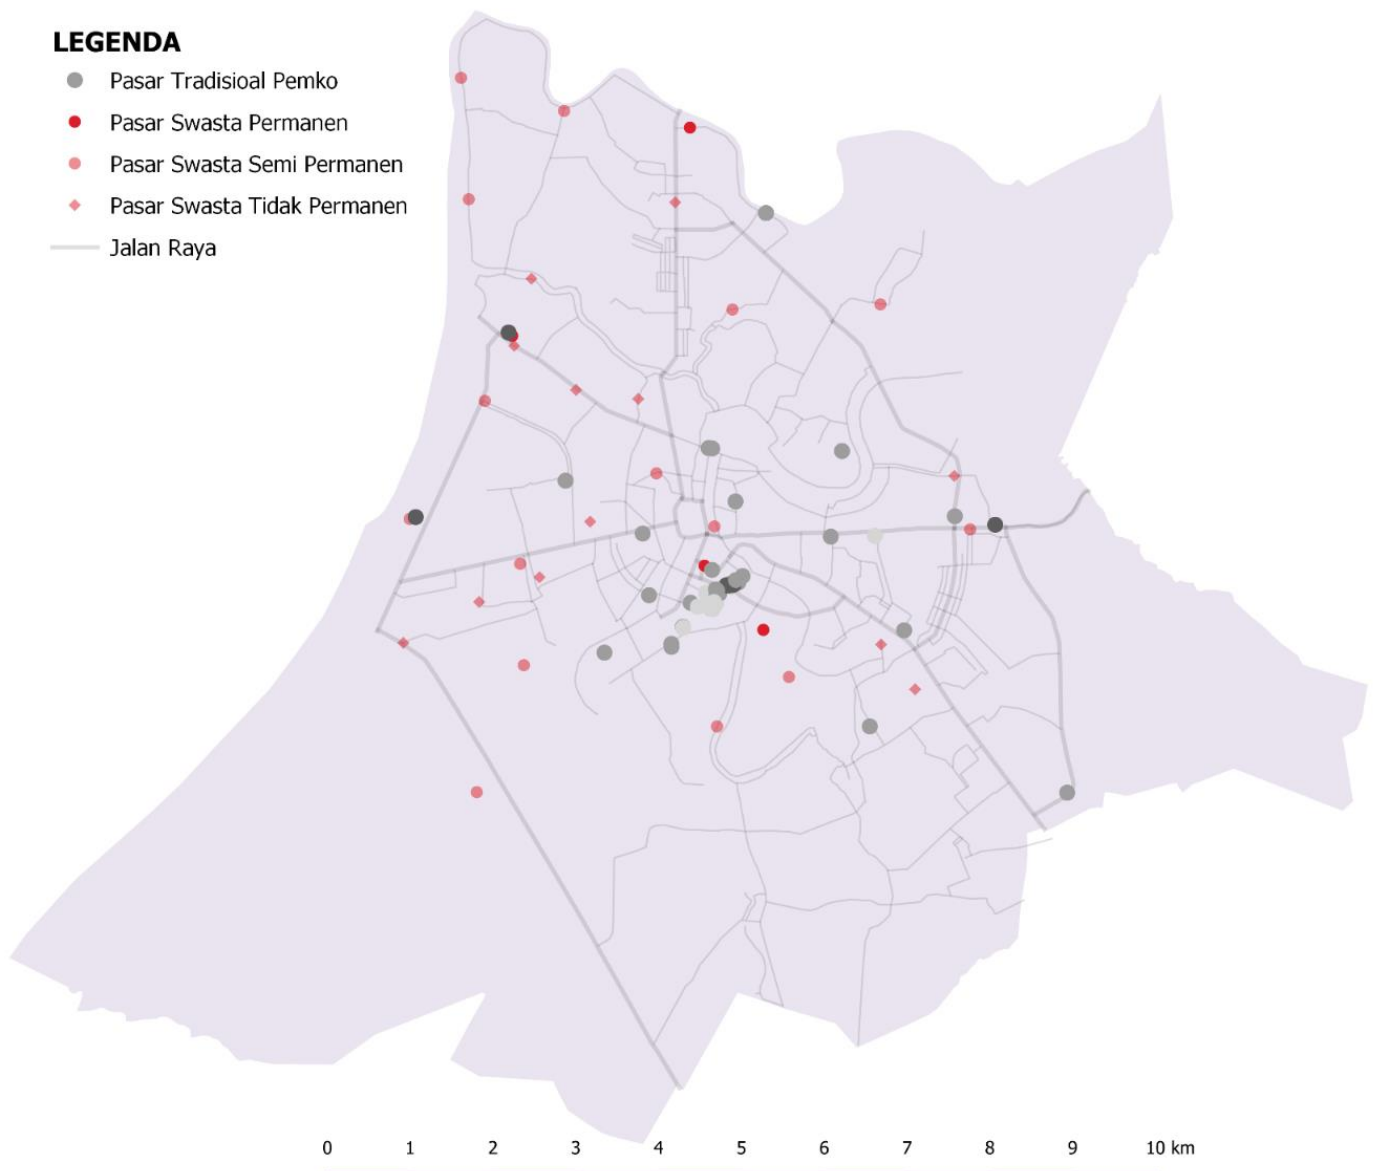 LEGENDA
Pasar Tradisioal Pemko
Pasar Swasta Permanen
Pasar Swasta Semi Permanen
Pasar Swasta Tidak Permanen
Jalan Raya
0 1 2 3 4 5 6 7 8 9 10 km